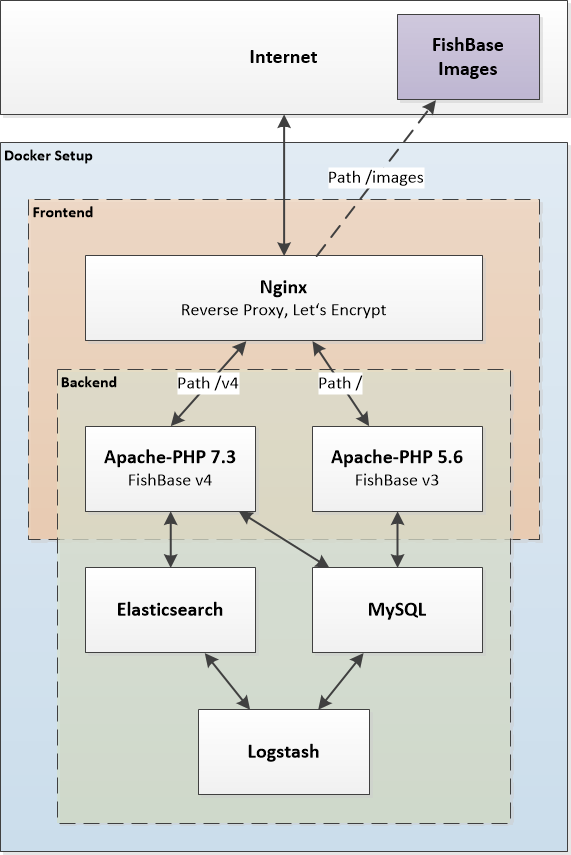 Internet
FishBase
Images
Docker Setup
Path /images
Frontend
Nginx
Reverse Proxy, Let‘s Encrypt
Backend
Path /v4
Path /
Apache-PHP 7.3
FishBase v4
Apache-PHP 5.6
FishBase v3
Elasticsearch
MySQL
Logstash